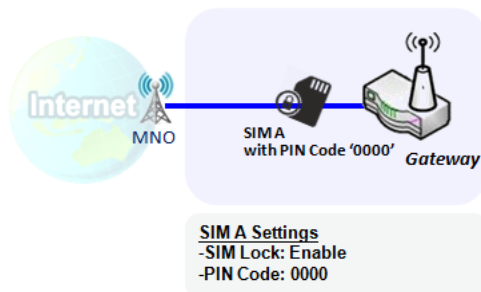 Internet
MNO
SIM A
with PIN Code ‘0000’
Gateway
SIM A Settings
-SIM Lock: Enable
-PIN Code: 0000